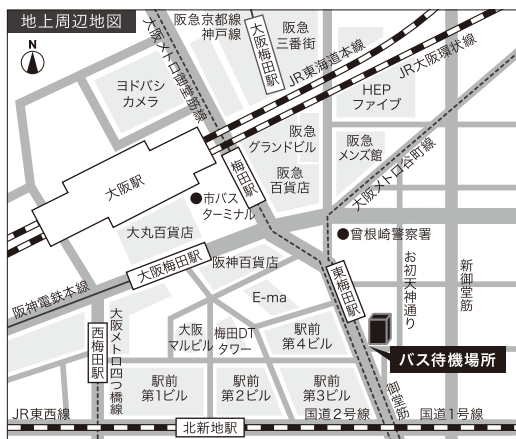 地上周辺地図
N
大阪メトロ御堂筋線
阪急京都線
神戸線
大阪梅田駅
阪急
三番街
JR東海道本線
JR大阪環状線
ヨドバシ
カメラ
HEP
ファイブ
阪急
グランドビル
阪急
メンズ館
大阪メトロ谷町線
梅田駅
阪急
百貨店
大阪駅
市バス
ターミナル
大丸百貨店
曾根崎警察署
大阪梅田駅
阪神百貨店
東梅田駅
お初天神通り
新御堂筋
阪神電鉄本線
E-ma
西梅田駅
大阪メトロ四つ橋線
大阪
マルビル
梅田DT
タワー
駅前
第4ビル
バス待機場所
駅前
第1ビル
駅前
第2ビル
駅前
第3ビル
御堂筋
JR東西線
北新地駅
国道2号線
国道1号線